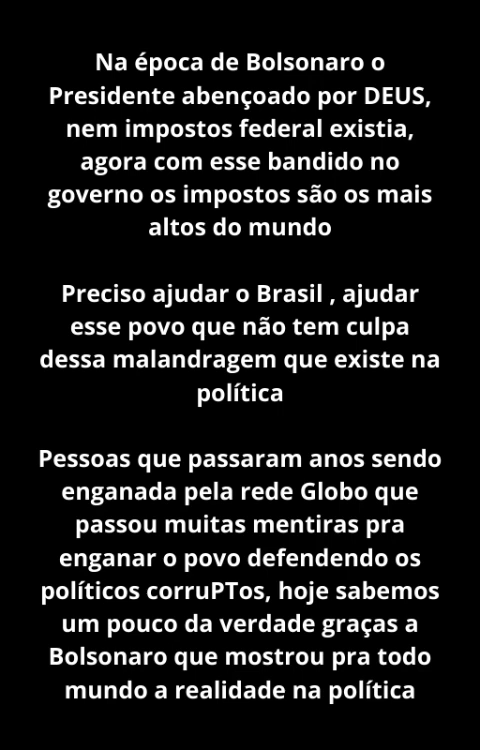 Na época de Bolsonaro o
Presidente abençoado por DEUS,
nem impostos federal existia,
agora com esse bandido no
governo os impostos são os mais
altos do mundo
Preciso ajudar o Brasil , ajudar
esse povo que não tem culpa
dessa malandragem que existe na
política
Pessoas que passaram anos sendo
enganada pela rede Globo que
passou muitas mentiras pra
enganar o povo defendendo os
políticos corruPTos, hoje sabemos
um pouco da verdade graças a
Bolsonaro que mostrou pra todo
mundo a realidade na política